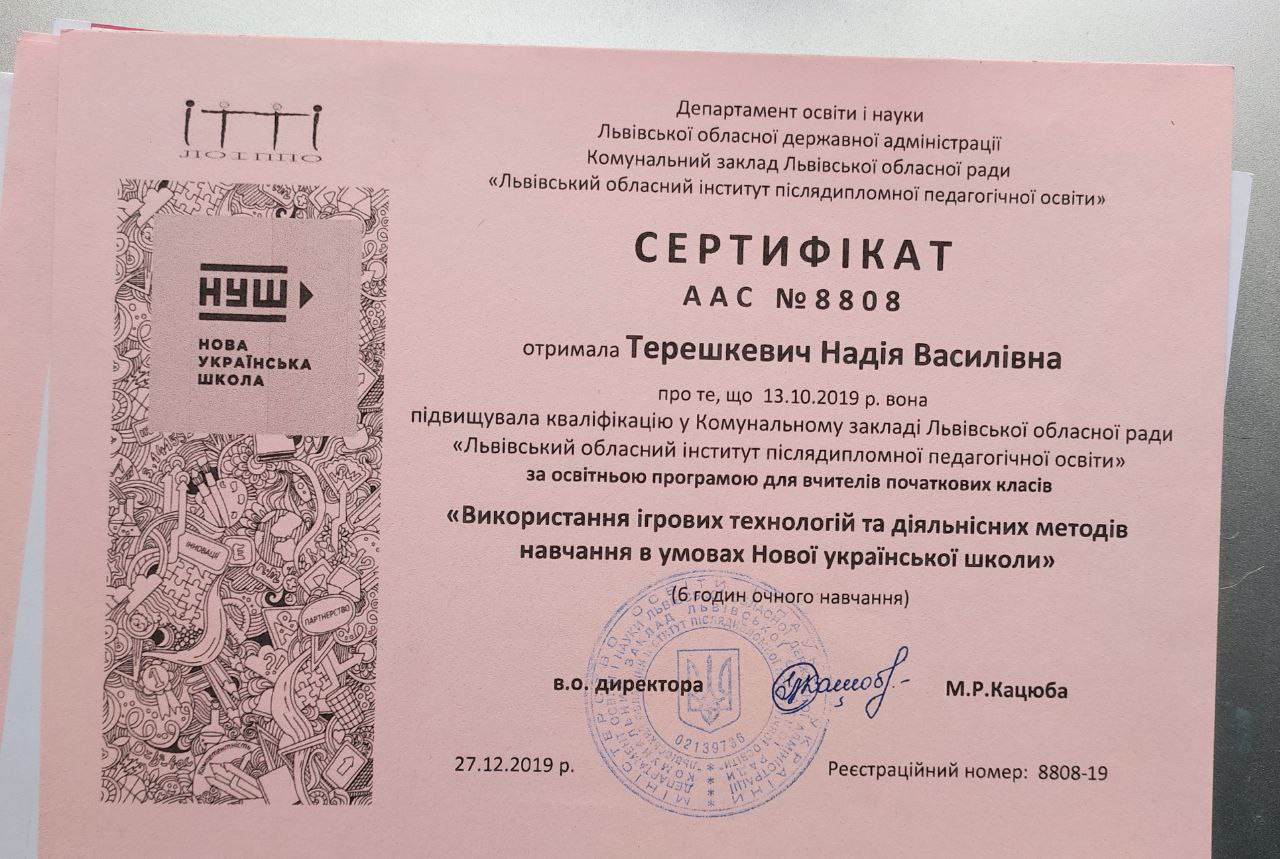 ІТТІ
ЛОІППО
НУШ
НОВА
УКРАЇНСЬКА
ШКОЛА
ІННОВАЦІЇ
ПАРТНЕРСТВО
Департамент освіти і науки
Львівської обласної державної адміністрації
Комунальний заклад Львівської обласної ради
«Львівський обласний інститут післядипломної педагогічної освіти»
СЕРТИФІКАТ
ААС №8808
отримала Терешкевич Надія Василівна
про те, що 13.10.2019 р. вона
підвищувала кваліфікацію у Комунальному закладі Львівської обласної ради
«Львівський обласний інститут післядипломної педагогічної освіти»
за освітньою програмою для вчителів початкових класів
«Використання ігрових технологій та діяльнісних методів
навчання в умовах Нової української школи»
(6 годин очного навчання)
в.о. директора
М.Р.Кацюба
02139736
27.12.2019 р.
Реєстраційний номер: 8808-19